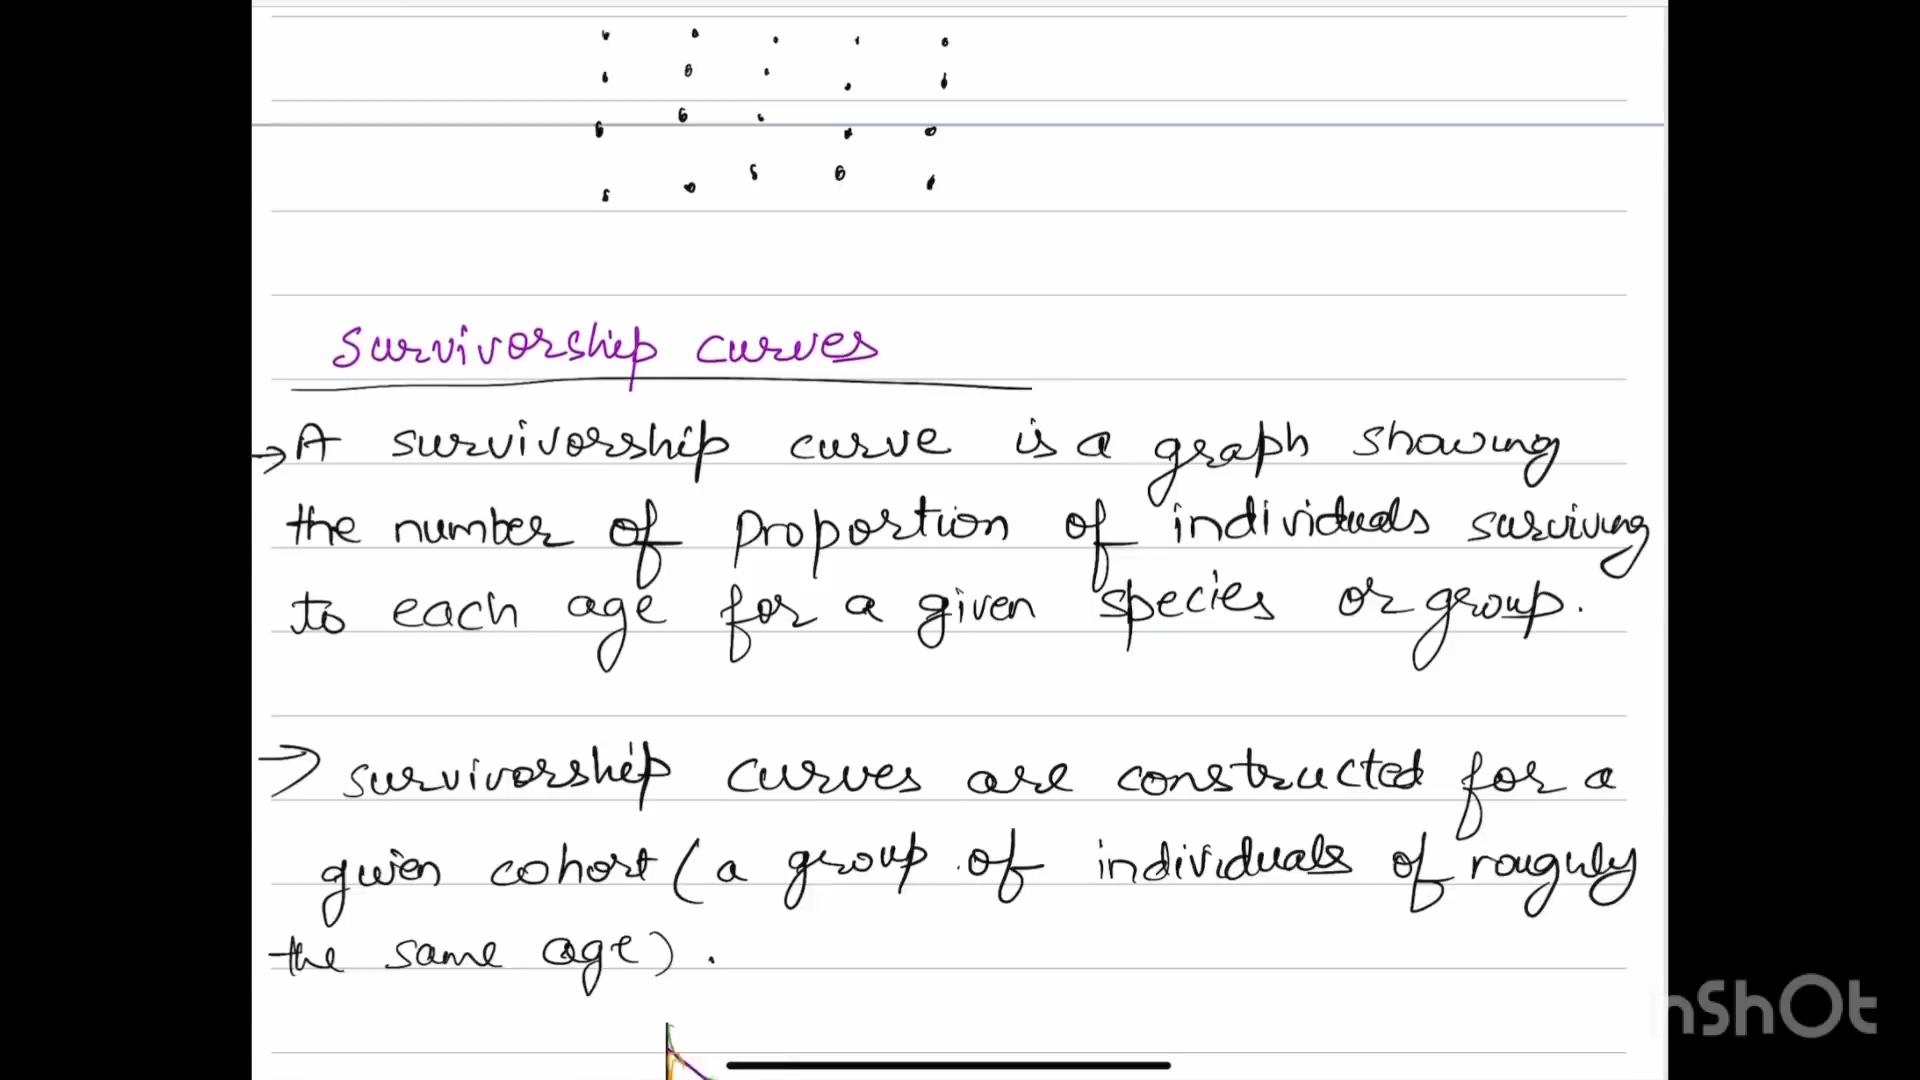 Survivorship curves
→ A survivorship curve is a graph showing
the number of proportion of individuals surviving
to each age for a given species or group.
→ survivorship curves are constructed for a
given cohort (a group of individuals of roughly
the same age).
InShOt